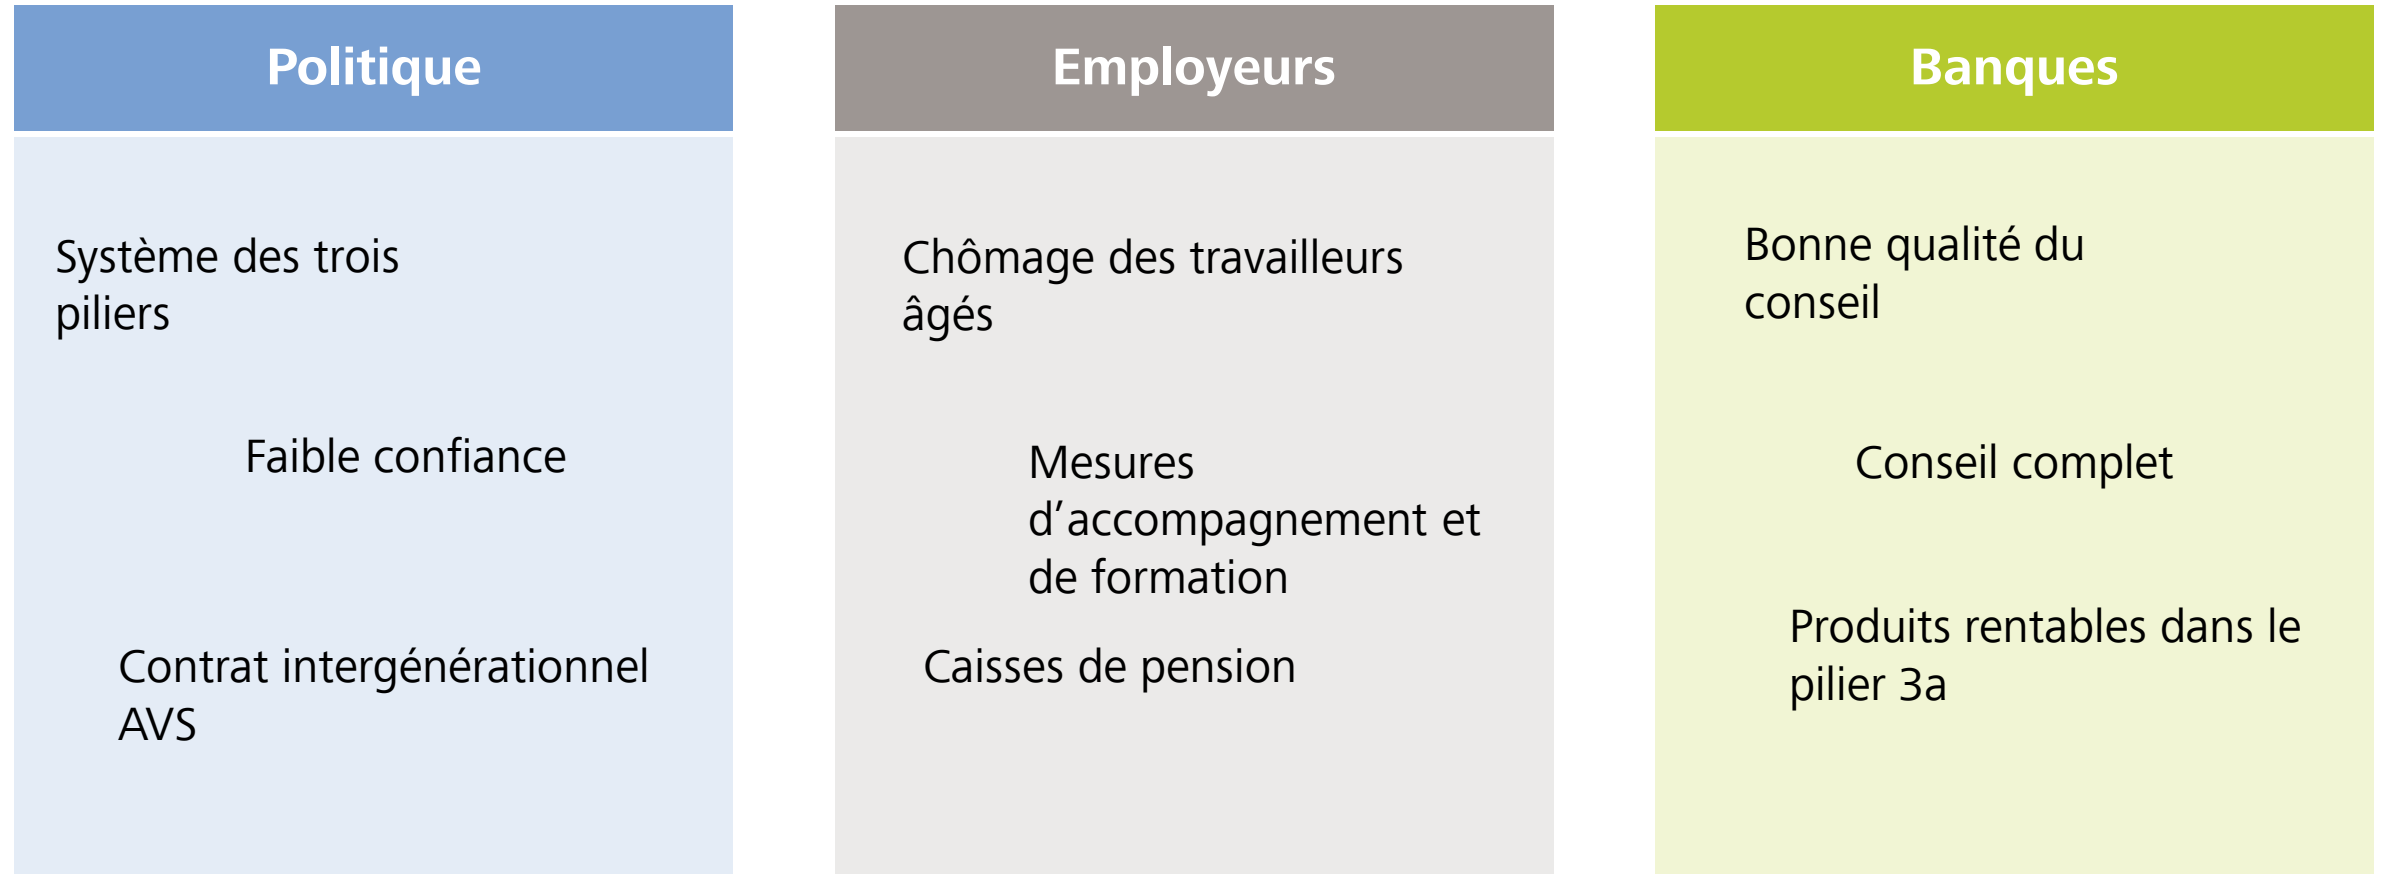 Politique
Système des trois
piliers
Faible confiance
Contrat intergénérationnel
AVS
Employeurs
Chômage des travailleurs
âgés
Mesures
d’accompagnement et
de formation
Caisses de pension
Banques
Bonne qualité du
conseil
Conseil complet
Produits rentables dans le
pilier 3a